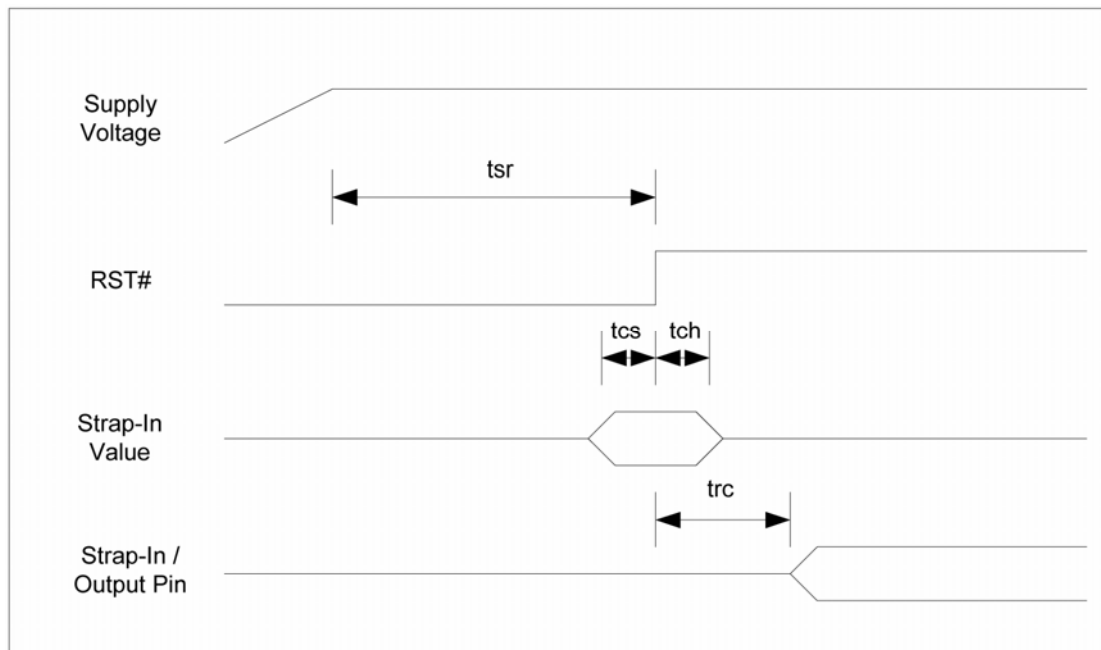 Supply
Voltage
tsr
RST#
tcs
tch
Strap-In
Value
trc
Strap-In /
Output Pin